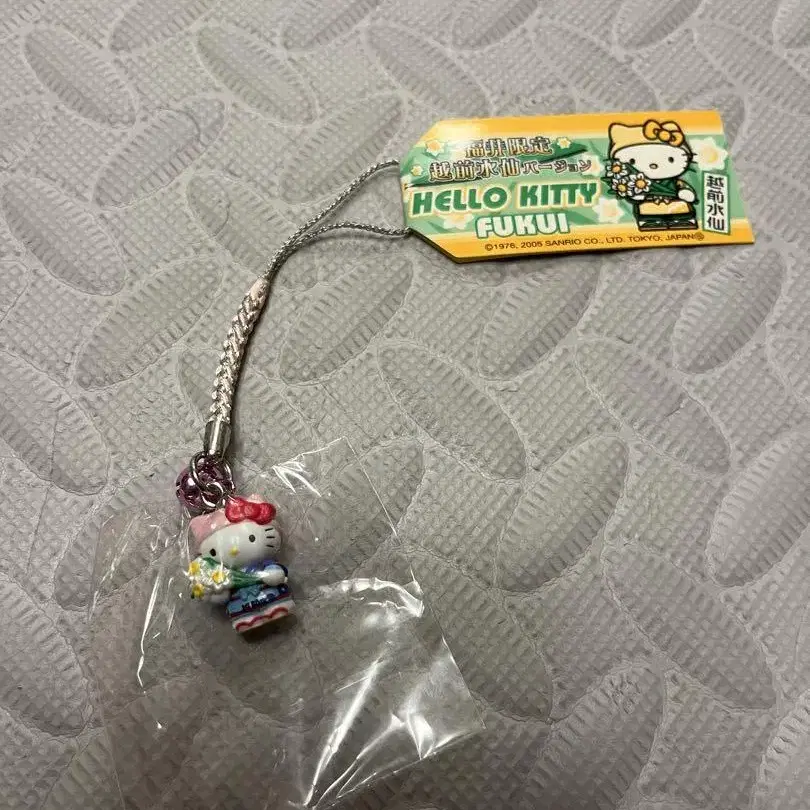 福井限定
越前水仙バージョン
HELLO KITTY
FUKUI
越前水仙
©1976, 2005 SANRIO CO., LTD. TOKYO, JAPAN